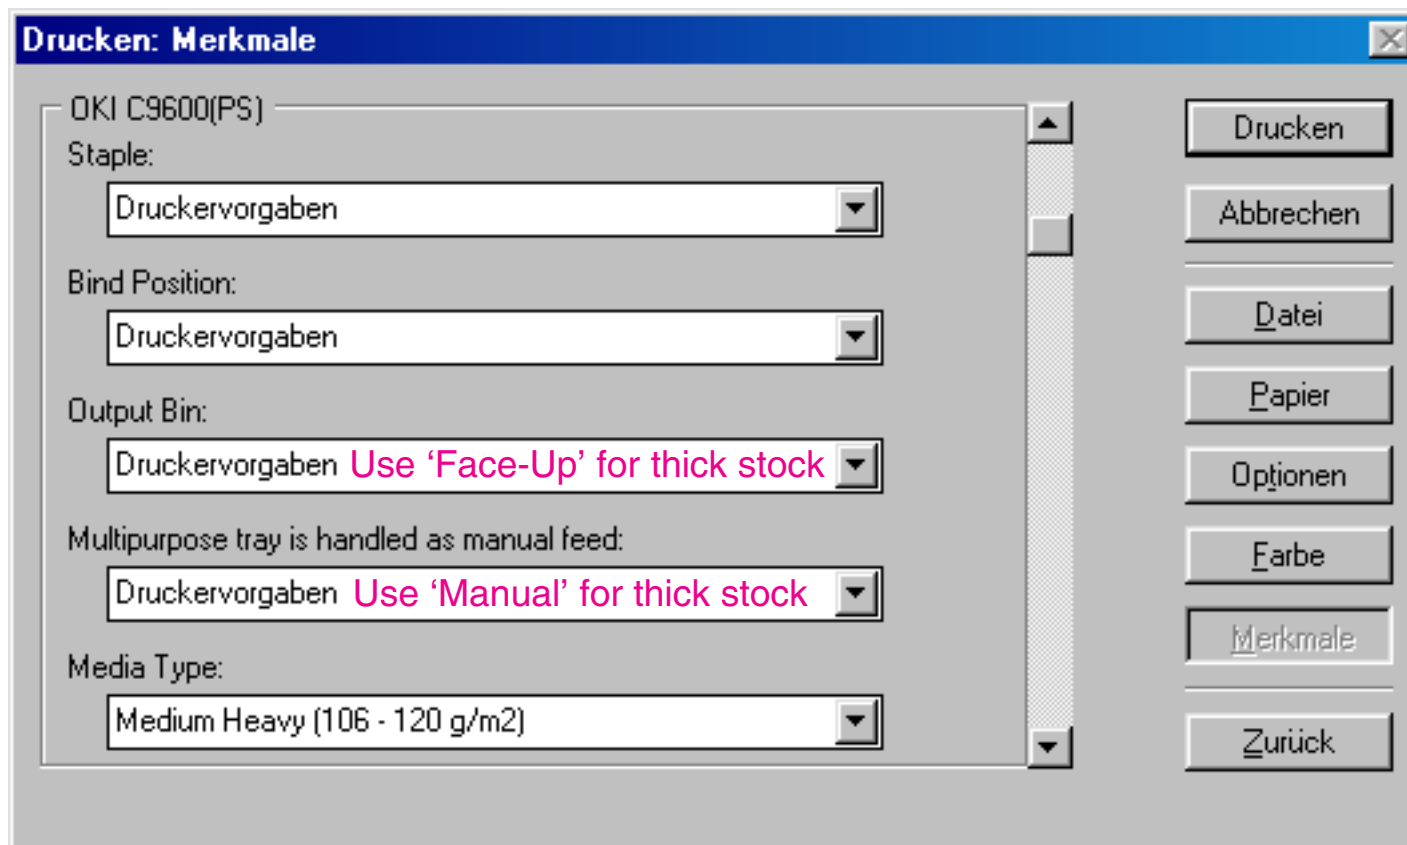 Drucken: Merkmale
OKI C9600(PS)
Staple:
Druckervorgaben
Bind Position:
Druckervorgaben
Output Bin:
Druckervorgaben Use ‘Face-Up’ for thick stock
Multipurpose tray is handled as manual feed:
Druckervorgaben Use ‘Manual’ for thick stock
Media Type:
Medium Heavy (106 - 120 g/m2)
Drucken
Abbrechen
Datei
Papier
Optionen
Farbe
Merkmale
Zurück